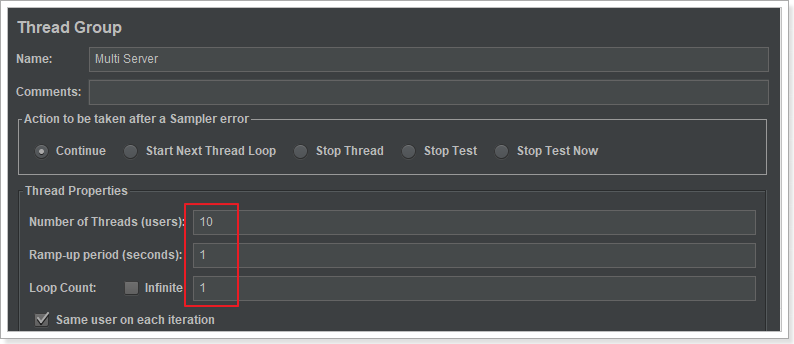 Thread Group
Name: Multi Server
Comments:
Action to be taken after a Sampler error
Continue Start Next Thread Loop Stop Thread Stop Test Stop Test Now
Thread Properties
Number of Threads (users): 10
Ramp-up period (seconds): 1
Loop Count: Infinite 1
Same user on each iteration